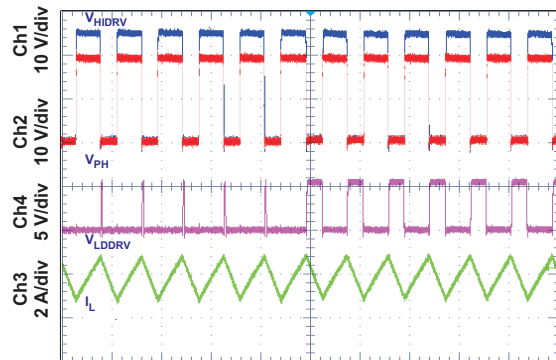 Ch1
10 V/div
VHIDRV
Ch2
10 V/div
VPH
Ch4
5 V/div
VLDDRV
Ch3
2 A/div
IL